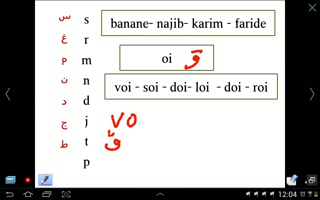 س s banane- najib- karim - faride
غ r
م m oi ڤ
ن n voi - soi - doi- loi - doi - roi
د d
ج j vo
ط t ڤ
p
12:04